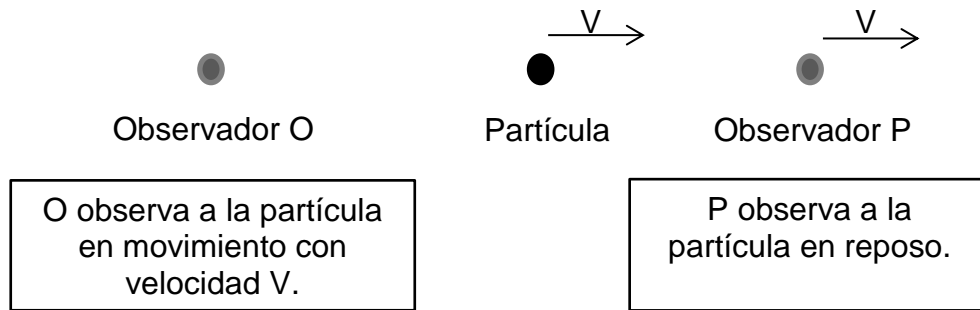 V
V
Observador O
Partícula
Observador P
O observa a la partícula
en movimiento con
velocidad V.
P observa a la
partícula en reposo.